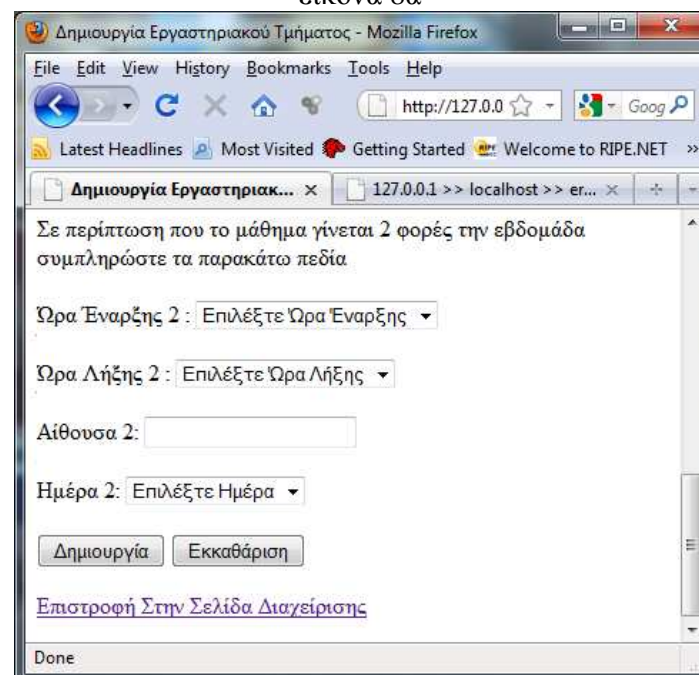 εικόνα 6α
Δημιουργία Εργαστηριακού Τμήματος - Mozilla Firefox
File Edit View History Bookmarks Tools Help
http://127.0.0 Goog
Latest Headlines Most Visited Getting Started Welcome to RIPE.NET »
Δημιουργία Εργαστηριακ... 127.0.0.1 >> localhost >> er...
Σε περίπτωση που το μάθημα γίνεται 2 φορές την εβδομάδα
συμπληρώστε τα παρακάτω πεδία
Ώρα Έναρξης 2 : Επιλέξτε Ώρα Έναρξης
Ώρα Λήξης 2 : Επιλέξτε Ώρα Λήξης
Αίθουσα 2:
Ημέρα 2: Επιλέξτε Ημέρα
Δημιουργία Εκκαθάριση
Επιστροφή Στην Σελίδα Διαχείρισης
Done